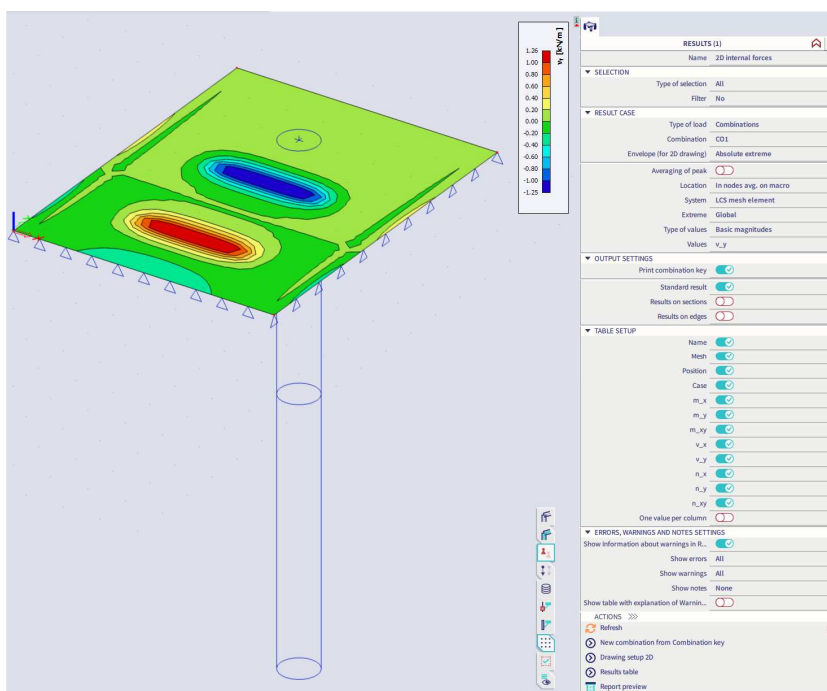 RESULTS (1)
Name 2D internal forces
SELECTION
Type of selection All
Filter No
RESULT CASE
Type of load Combinations
Combination CO1
Envelope (for 2D drawing) Absolute extreme
Averaging of peak
Location In nodes avg. on macro
System LCS mesh element
Extreme Global
Type of values Basic magnitudes
Values v_y
OUTPUT SETTINGS
Print combination key
Standard result
Results on sections
Results on edges
TABLE SETUP
Name
Mesh
Position
Case
m_x
m_y
m_xy
v_x
v_y
n_x
n_y
n_xy
One value per column
ERRORS, WARNINGS AND NOTES SETTINGS
Show Information about warnings in R...
Show errors All
Show warnings All
Show notes None
Show table with explanation of Warnin...
ACTIONS >>>
Refresh
New combination from Combination key
Drawing setup 2D
Results table
Report preview
[kN/m]
1.26
1.00
0.80
0.60
0.40
0.20
0.00
-0.20
-0.40
-0.60
-0.80
-1.00
-1.25